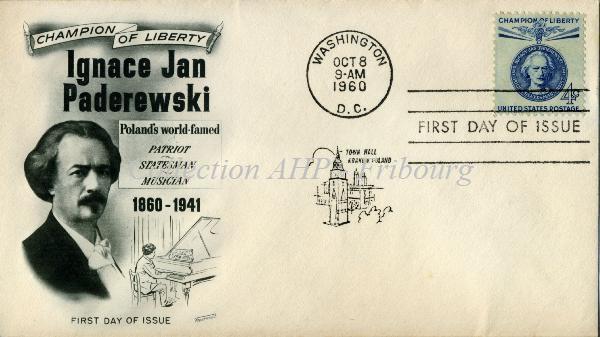 CHAMPION OF LIBERTY
Ignace Jan
Paderewski
Poland's world-famed
PATRIOT
STATESMAN
MUSICIAN
1860-1941
FIRST DAY OF ISSUE
WASHINGTON
OCT 8
9-AM
1960
D. C.
TOWN HALL
KRAKOW POLAND
CHAMPION OF LIBERTY
4¢
UNITED STATES POSTAGE
FIRST DAY OF ISSUE
Collection AHP, Fribourg